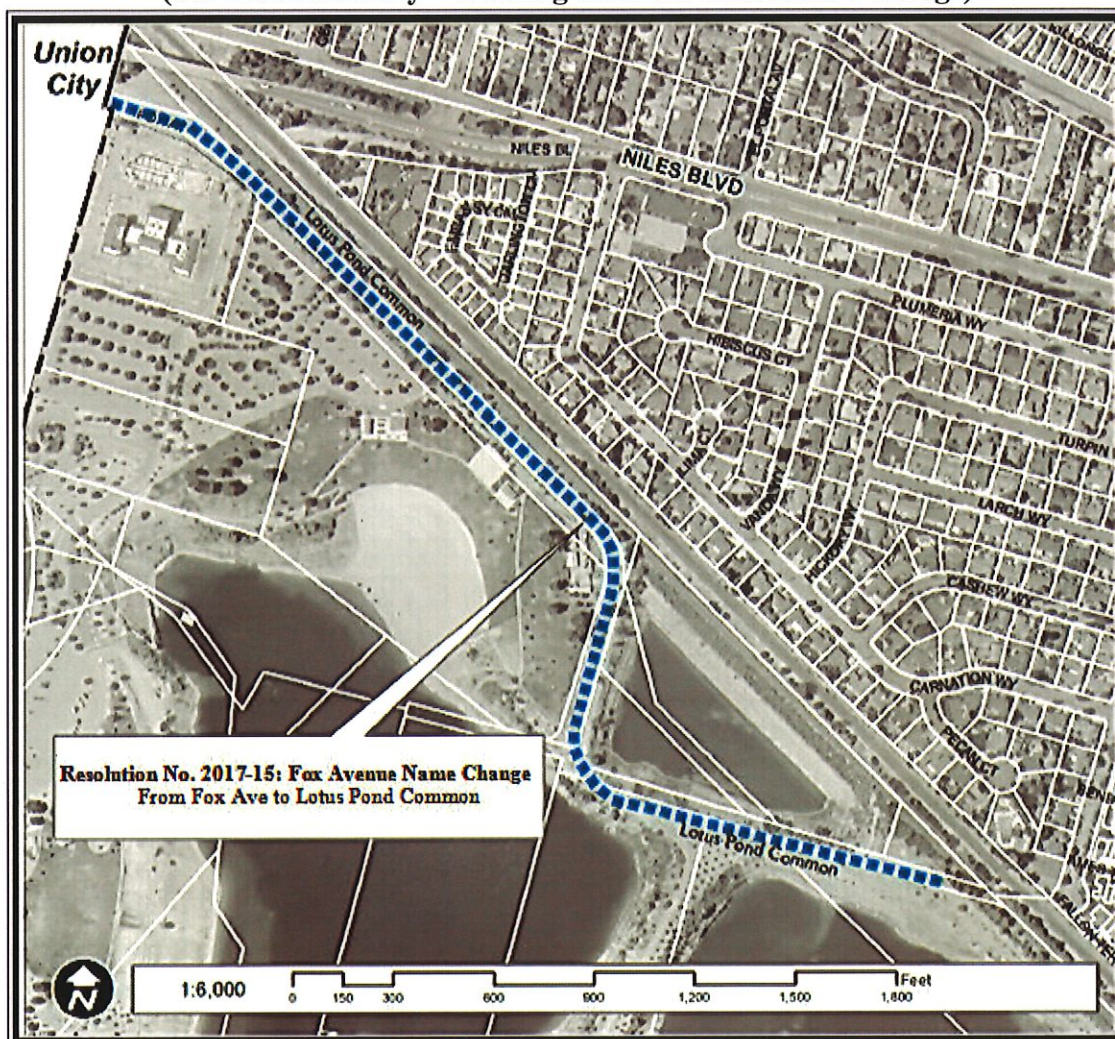 Union
City
NILES BL
NILES BLVD
Lotus Pond Common
PLUMERIA WY
HIBISCUS CT
TURPIN
LARCH WY
HICKORY WY
CASHEW WY
CARNATION WY
PECAN CT
Resolution No. 2017-15: Fox Avenue Name Change
From Fox Ave to Lotus Pond Common
Lotus Pond Common
N
1:6,000
0 150 300 600 900 1,200 1,500 1,800 Feet